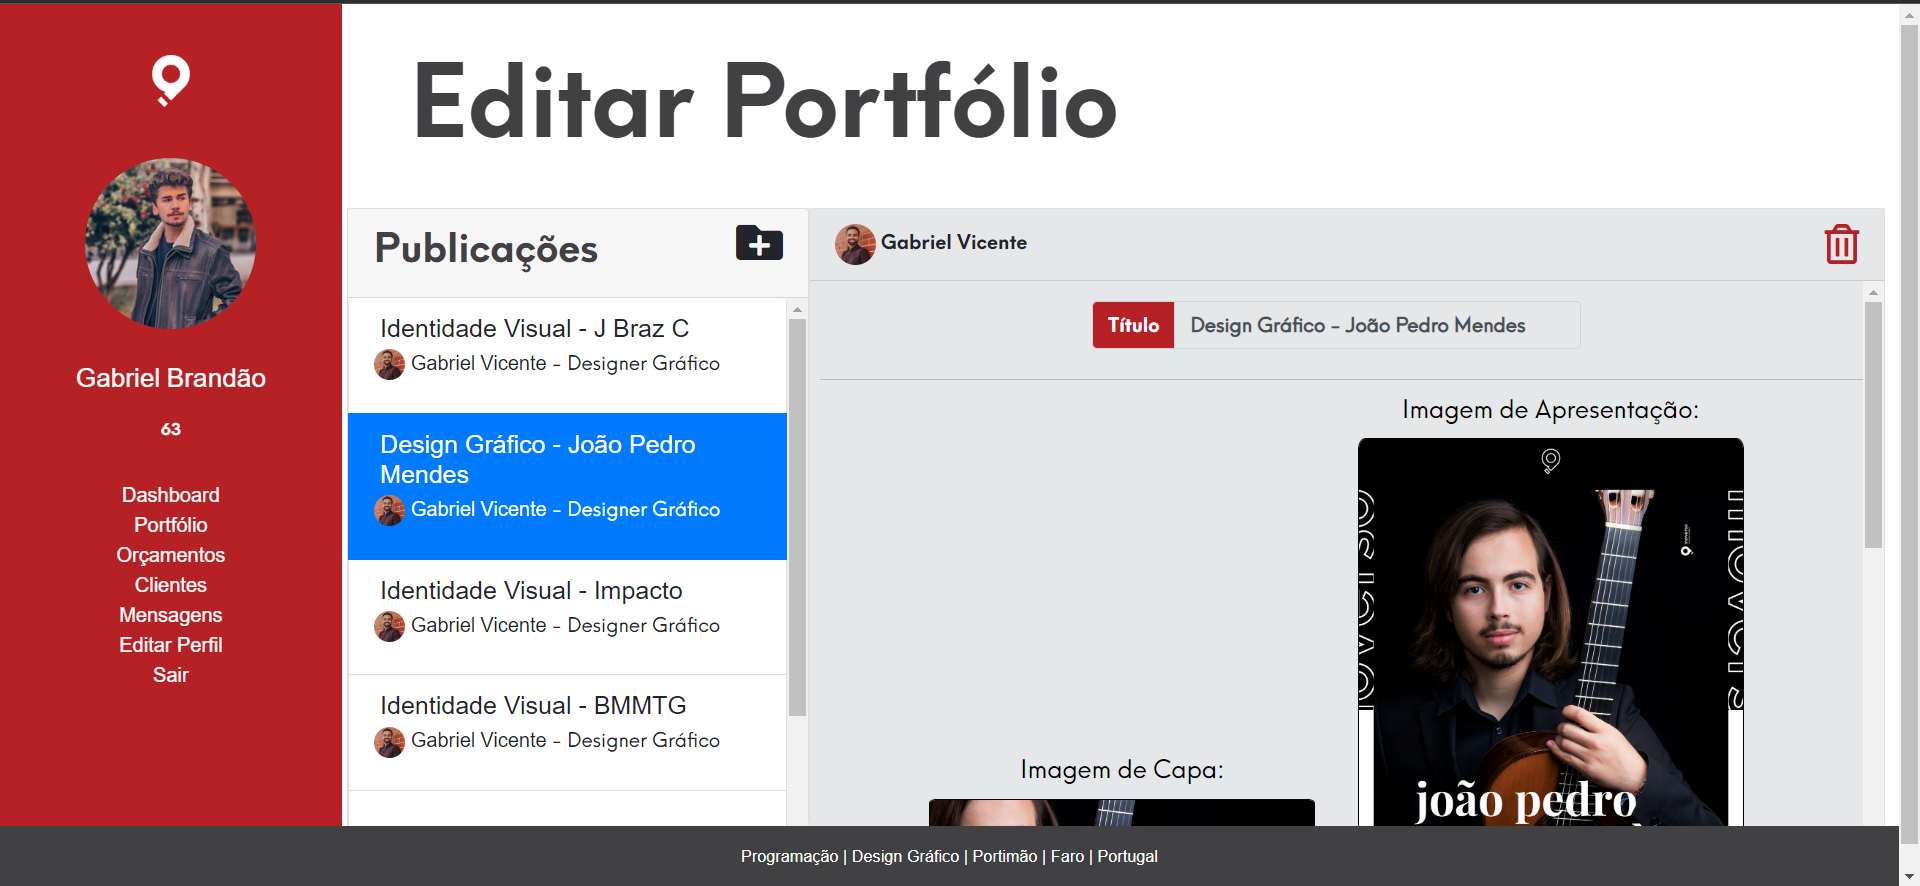 Editar Portfólio
Gabriel Brandão
63
Dashboard
Portfólio
Orçamentos
Clientes
Mensagens
Editar Perfil
Sair
Publicações
Identidade Visual - J Braz C
Gabriel Vicente - Designer Gráfico
Design Gráfico - João Pedro
Mendes
Gabriel Vicente - Designer Gráfico
Identidade Visual - Impacto
Gabriel Vicente - Designer Gráfico
Identidade Visual - BMMTG
Gabriel Vicente - Designer Gráfico
Gabriel Vicente
Título
Design Gráfico - João Pedro Mendes
Imagem de Apresentação:
joão pedro
Imagem de Capa:
Programação | Design Gráfico | Portimão | Faro | Portugal